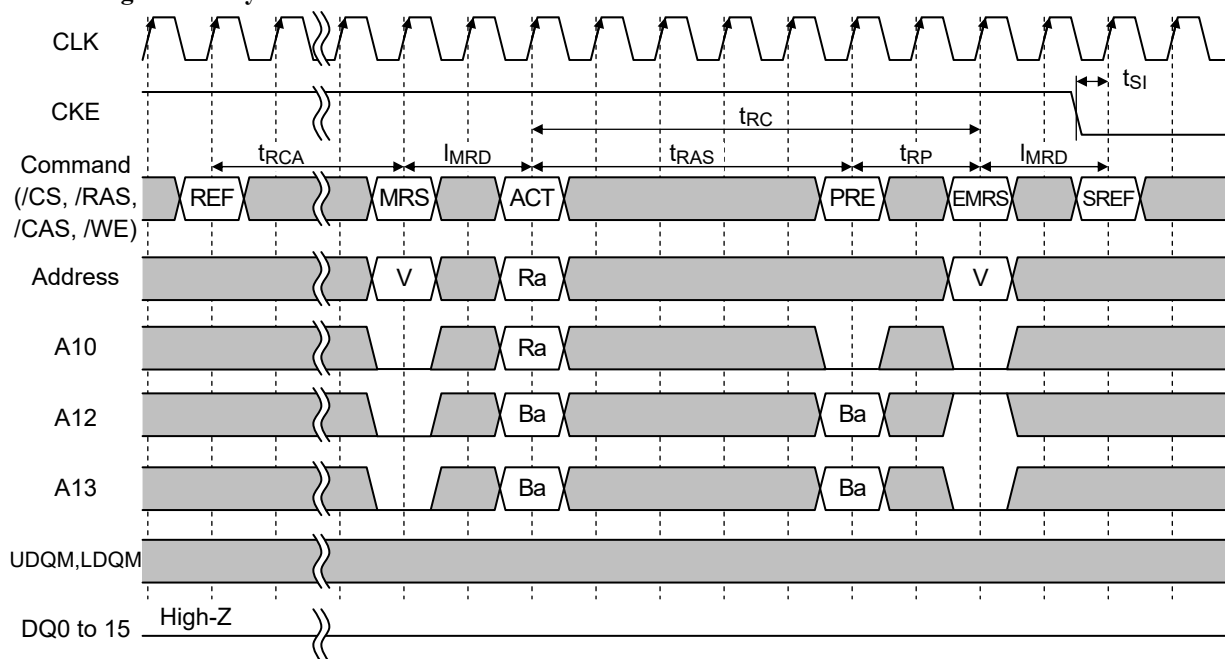 CLK
CKE
tSI
tRC
Command
(/CS, /RAS,
/CAS, /WE)
tRCA lMRD tRAS tRP lMRD
REF MRS ACT PRE EMRS SREF
Address V Ra V
A10 Ra
A12 Ba Ba
A13 Ba Ba
UDQM,LDQM
DQ0 to 15 High-Z